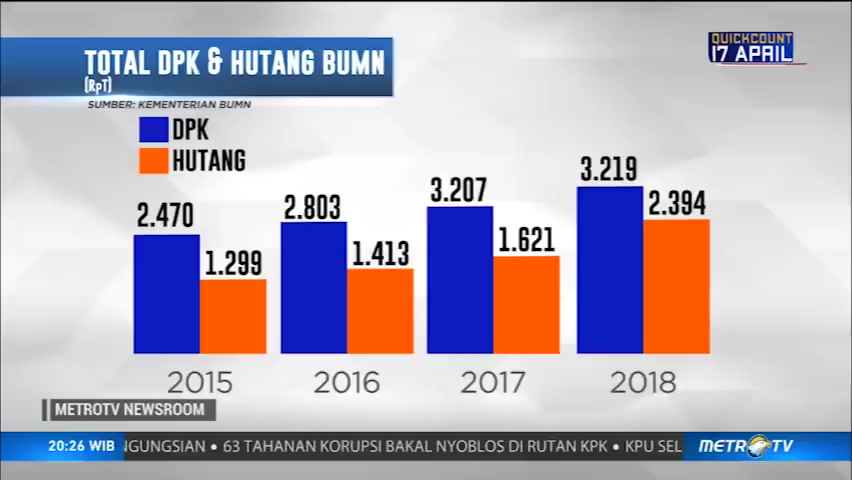 QUICKCOUNT
17 APRIL
TOTAL DPK & HUTANG BUMN
(RpT)
SUMBER: KEMENTERIAN BUMN
DPK
HUTANG
2.470
1.299
2.803
1.413
3.207
1.621
3.219
2.394
2015
2016
2017
2018
METROTV NEWSROOM
20:26 WIB NGUNGSIAN • 63 TAHANAN KORUPSI BAKAL NYOBLOS DI RUTAN KPK • KPU SEL METRO TV